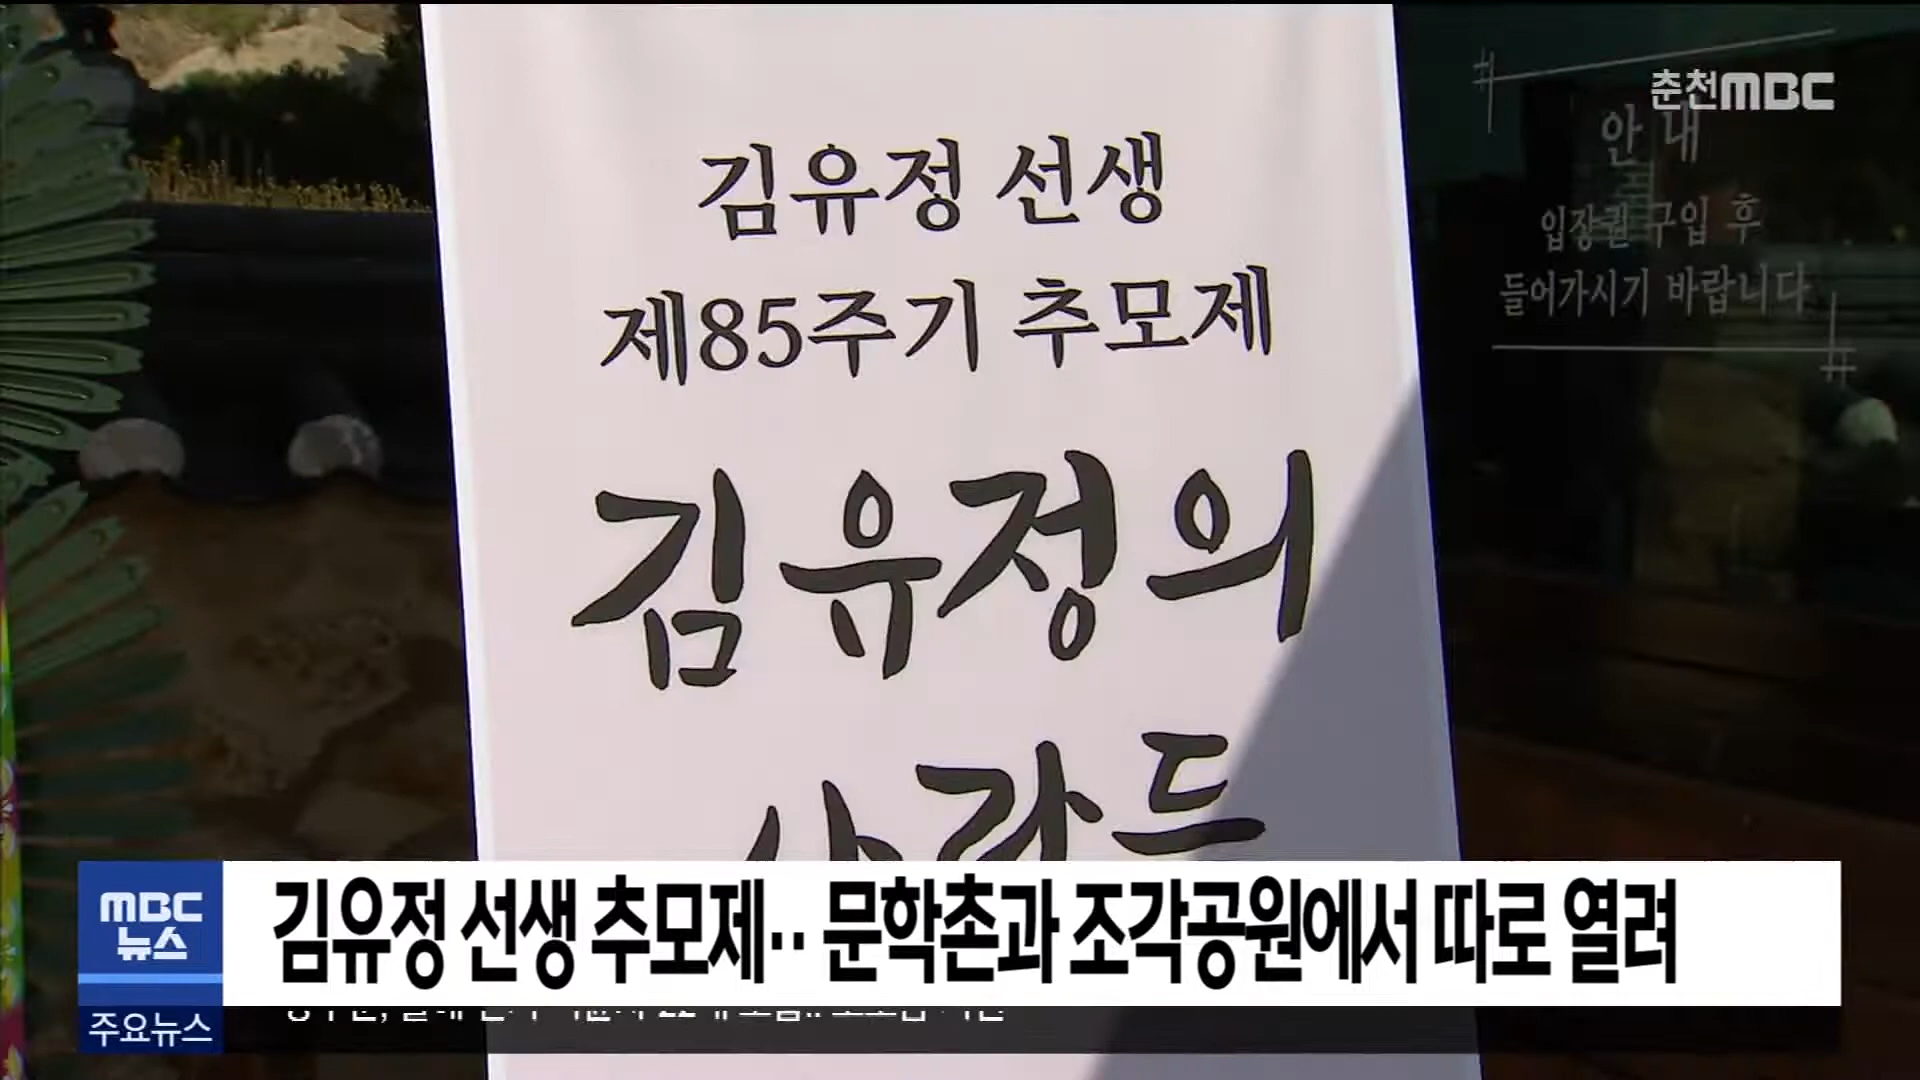 춘천MBC
안내
입장권 구입 후
들어가시기 바랍니다
김유정 선생
제85주기 추모제
김유정의
사랑
MBC
뉴스
김유정 선생 추모제‥ 문학촌과 조각공원에서 따로 열려
주요뉴스